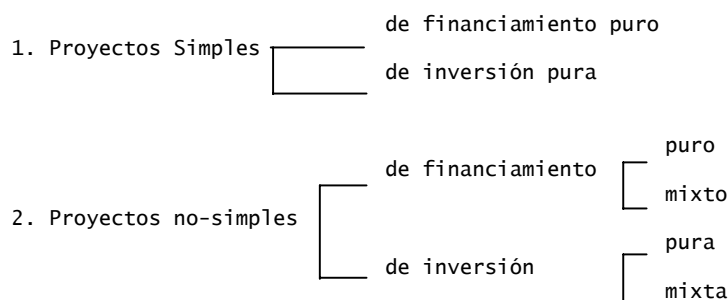 de financiamiento puro
1. Proyectos Simples
de inversión pura
puro
de financiamiento
mixto
2. Proyectos no-simples
pura
de inversión
mixta